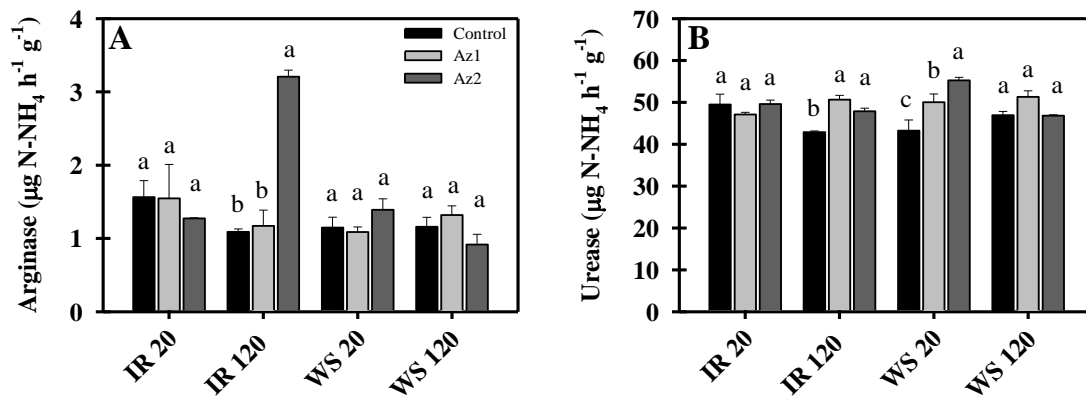 A
Control
Az1
Az2
Arginase (µg N-NH₄ h⁻¹ g⁻¹)
4
3
2
1
0
a a a
b b a
a a a
a a a
IR 20
IR 120
WS 20
WS 120
B
Urease (µg N-NH₄ h⁻¹ g⁻¹)
70
60
50
40
30
20
10
0
a a a
b a a
c b a
a a a
IR 20
IR 120
WS 20
WS 120